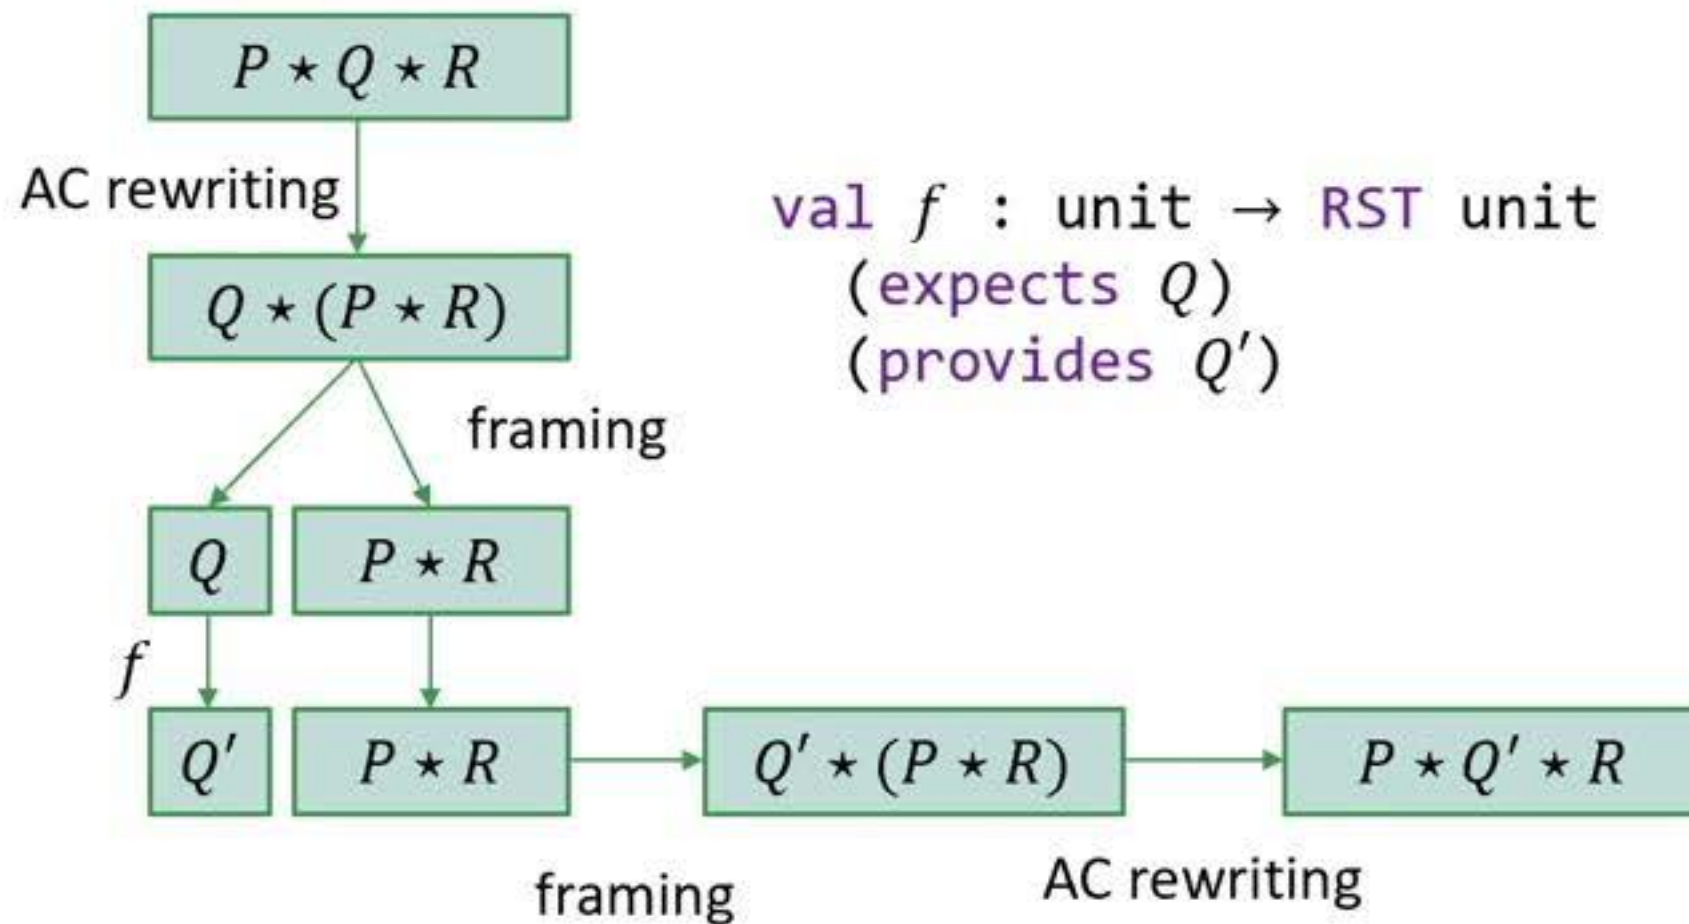 P ⋆ Q ⋆ R
AC rewriting
Q ⋆ (P ⋆ R)
framing
Q
P ⋆ R
f
Q′
P ⋆ R
Q′ ⋆ (P ⋆ R)
P ⋆ Q′ ⋆ R
framing
AC rewriting
val f : unit → RST unit
(expects Q)
(provides Q′)